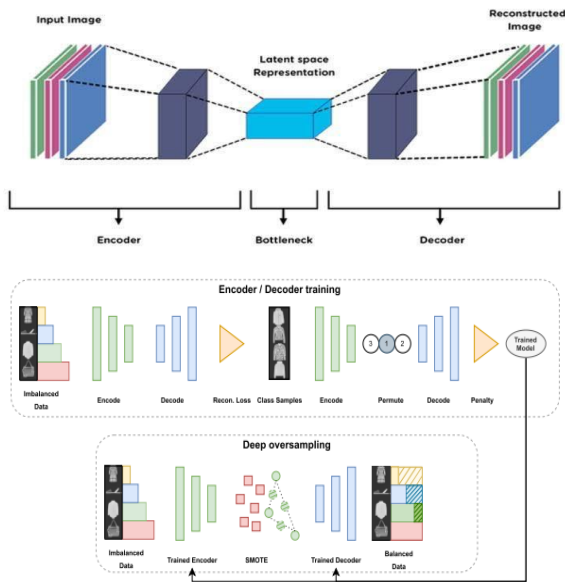 Input Image
Reconstructed
Image
Latent space
Representation
Encoder
Bottleneck
Decoder
Encoder / Decoder training
3
1
2
Trained
Model
Imbalanced
Data
Encode
Decode
Recon. Loss
Class Samples
Encode
Permute
Decode
Penalty
Deep oversampling
Imbalanced
Data
Trained Encoder
SMOTE
Trained Decoder
Balanced
Data